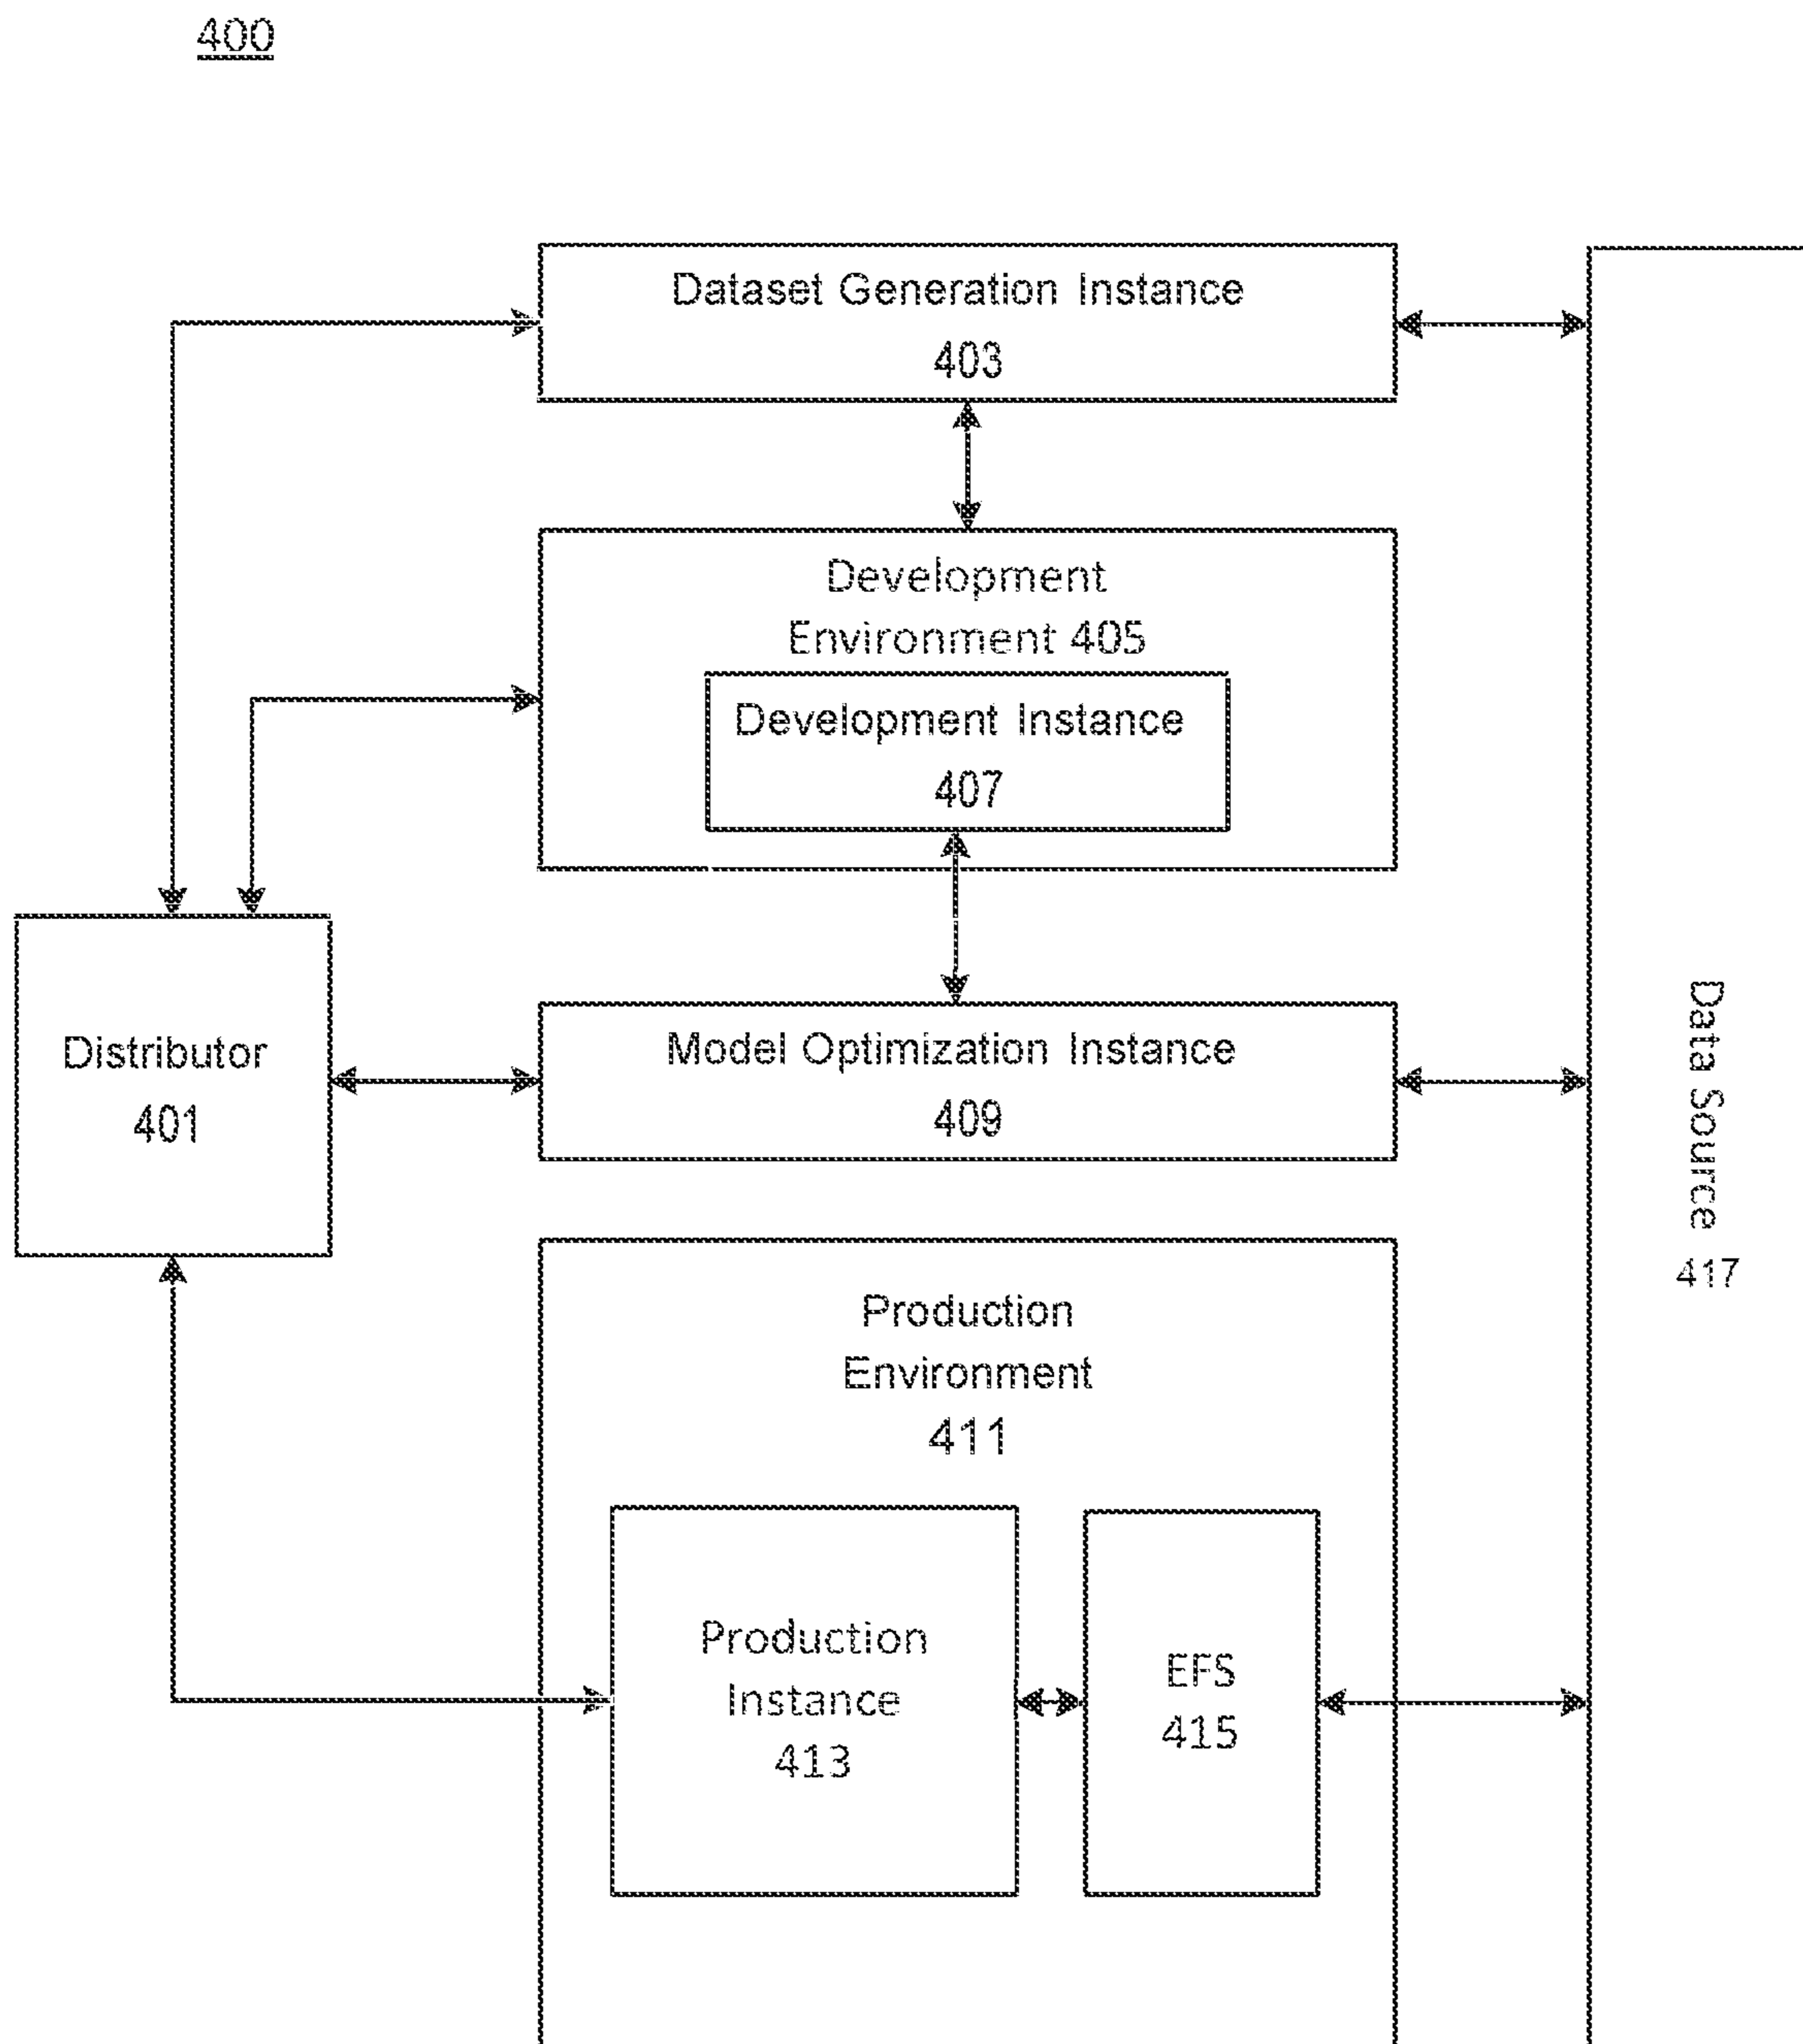 400
Dataset Generation Instance
403
Development
Environment 405
Development Instance
407
Distributor
401
Model Optimization Instance
409
Data Source
417
Production
Environment
411
Production
Instance
413
EFS
415